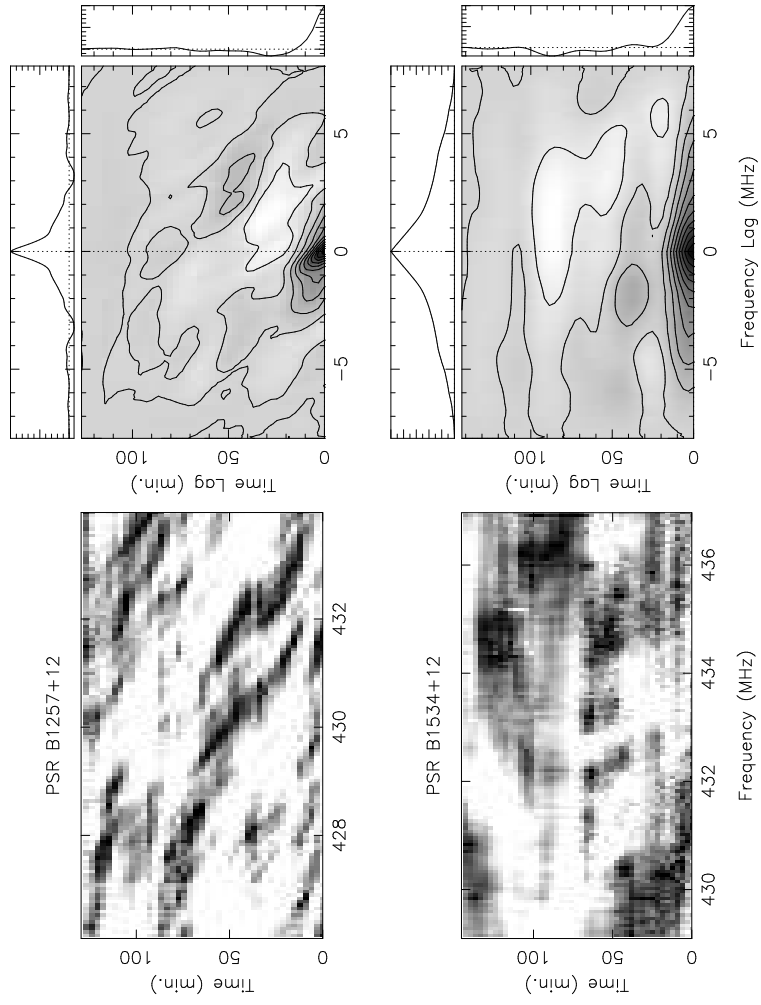 PSR B1257+12
Time (min.)
100
50
0
428 430 432
Time Lag (min.)
100
50
0
−5 0 5
PSR B1534+12
Time (min.)
100
50
0
430 432 434 436
Frequency (MHz)
Time Lag (min.)
100
50
0
−5 0 5
Frequency Lag (MHz)